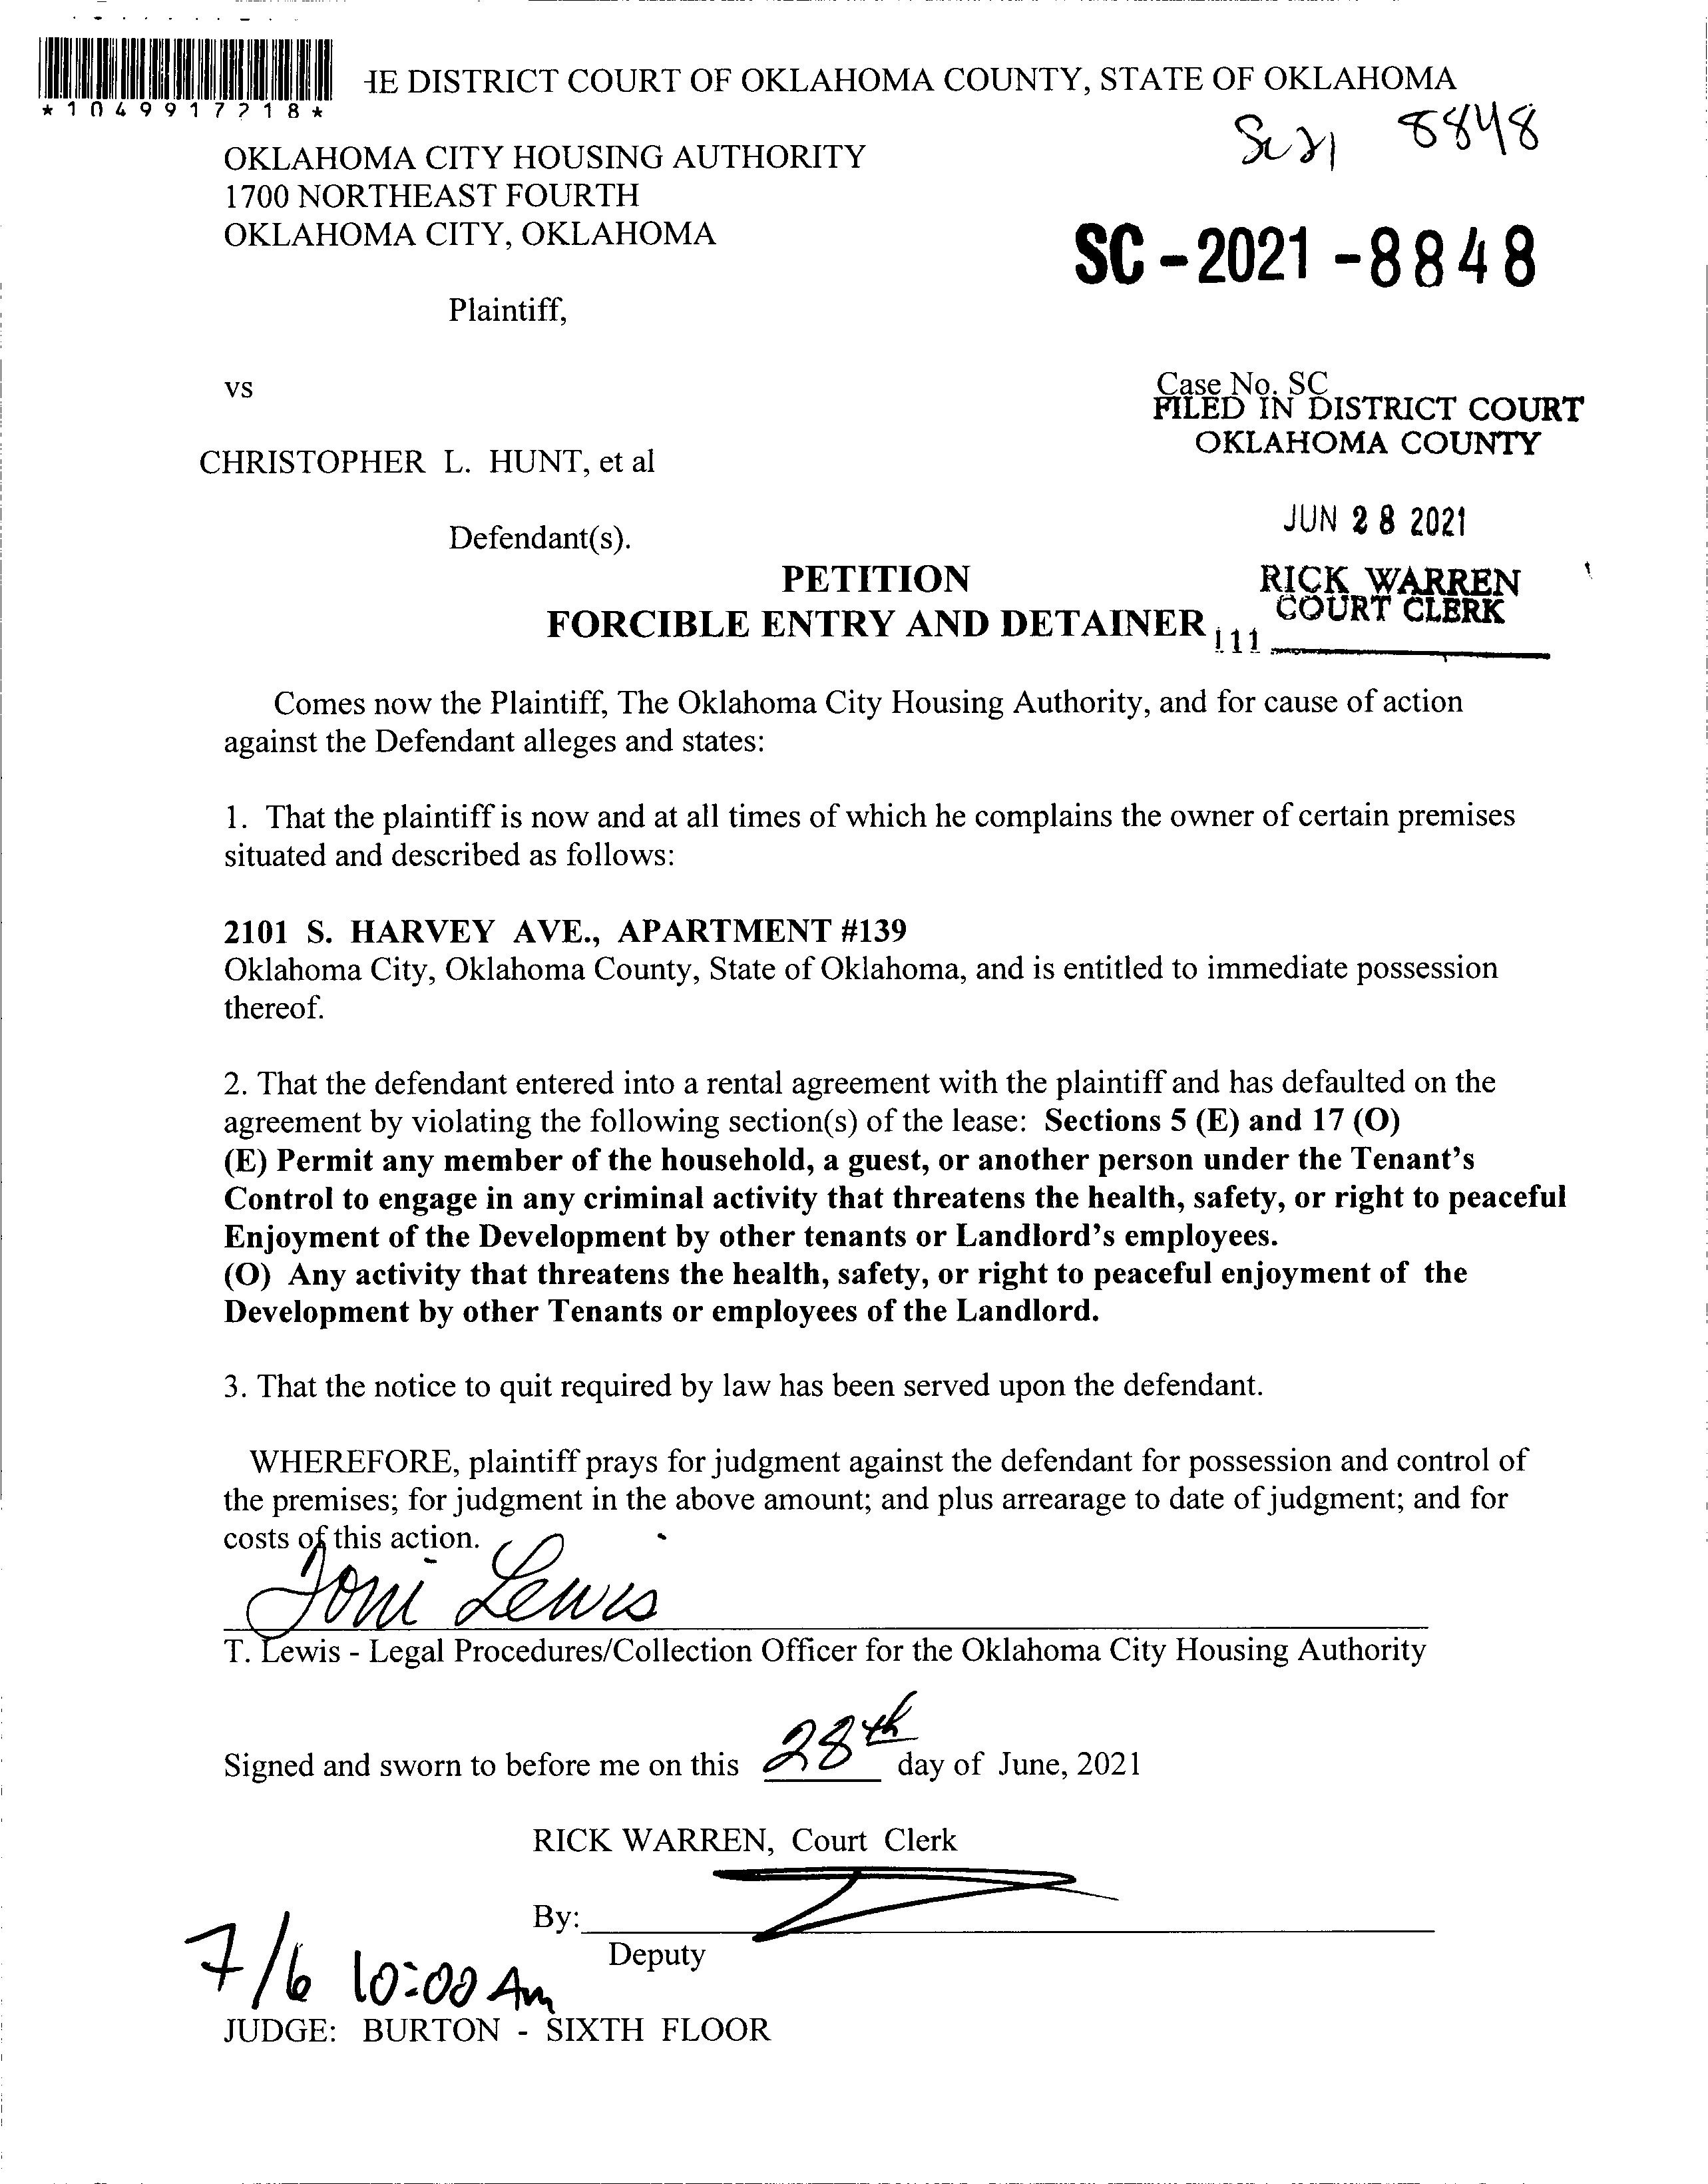 *1049917218*
HE DISTRICT COURT OF OKLAHOMA COUNTY, STATE OF OKLAHOMA
SC 21 8848
OKLAHOMA CITY HOUSING AUTHORITY
1700 NORTHEAST FOURTH
OKLAHOMA CITY, OKLAHOMA
SC-2021-8848
Plaintiff,
vs
Case No. SC
FILED IN DISTRICT COURT
OKLAHOMA COUNTY
CHRISTOPHER L. HUNT, et al
JUN 28 2021
Defendant(s).
PETITION
RICK WARREN
COURT CLERK
FORCIBLE ENTRY AND DETAINER
111
Comes now the Plaintiff, The Oklahoma City Housing Authority, and for cause of action
against the Defendant alleges and states:
1. That the plaintiff is now and at all times of which he complains the owner of certain premises
situated and described as follows:
2101 S. HARVEY AVE., APARTMENT #139
Oklahoma City, Oklahoma County, State of Oklahoma, and is entitled to immediate possession
thereof.
2. That the defendant entered into a rental agreement with the plaintiff and has defaulted on the
agreement by violating the following section(s) of the lease: Sections 5 (E) and 17 (O)
(E) Permit any member of the household, a guest, or another person under the Tenant's
Control to engage in any criminal activity that threatens the health, safety, or right to peaceful
Enjoyment of the Development by other tenants or Landlord's employees.
(O) Any activity that threatens the health, safety, or right to peaceful enjoyment of the
Development by other Tenants or employees of the Landlord.
3. That the notice to quit required by law has been served upon the defendant.
WHEREFORE, plaintiff prays for judgment against the defendant for possession and control of
the premises; for judgment in the above amount; and plus arrearage to date of judgment; and for
costs of this action.
Toni Lewis
T. Lewis - Legal Procedures/Collection Officer for the Oklahoma City Housing Authority
Signed and sworn to before me on this 28th day of June, 2021
RICK WARREN, Court Clerk
By:
Deputy
7/6 10:00 Am
JUDGE: BURTON - SIXTH FLOOR